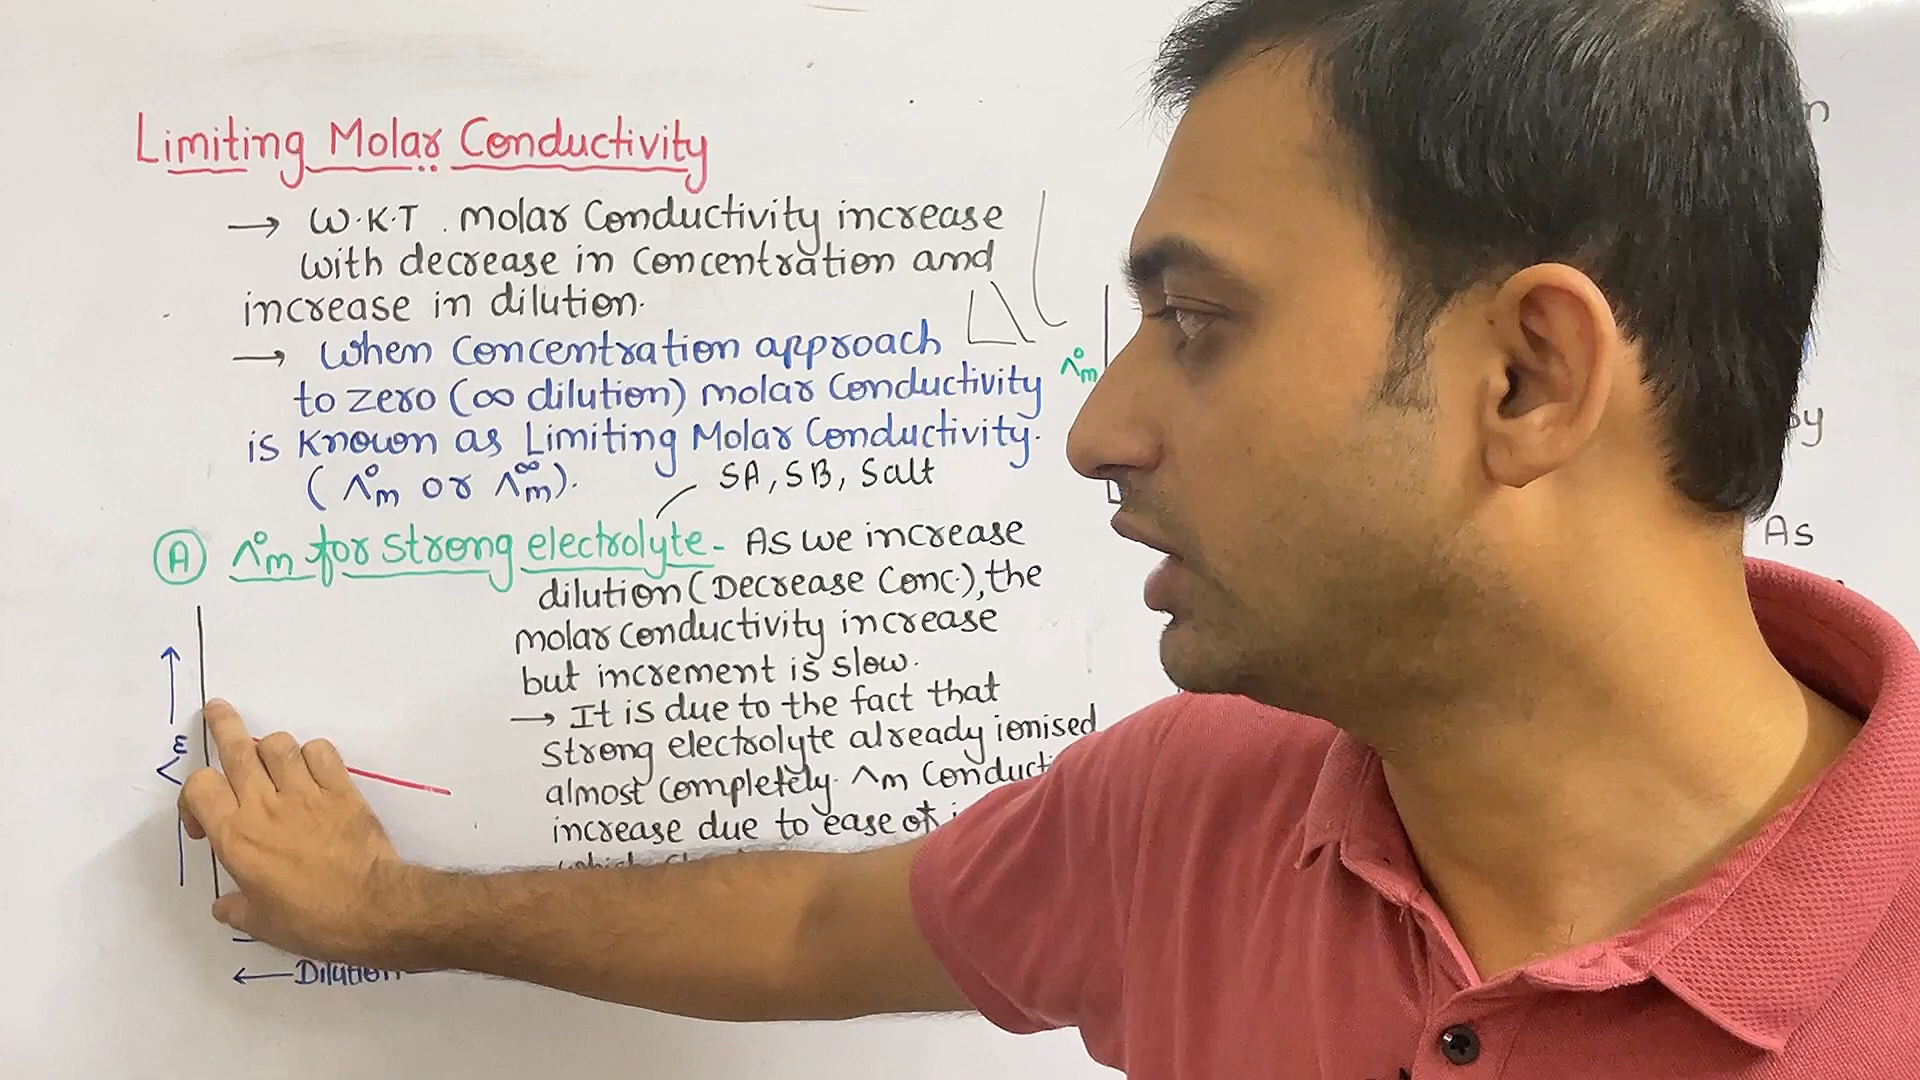 Limiting Molar Conductivity
→ W.K.T. molar Conductivity increase
with decrease in Concentration and
increase in dilution.
→ When Concentration approach
to zero (∞ dilution) molar Conductivity
is known as Limiting Molar Conductivity.
(Λ°m or Λ∞m).
SA, SB, Salt
(A) Λ°m for strong electrolyte - As we increase
dilution (Decrease Conc.), the
molar conductivity increase
but increment is slow.
→ It is due to the fact that
strong electrolyte already ionised
almost completely. Λm Conduct
increase due to ease of
which
Λm
← Dilution
Λ°m
by
As